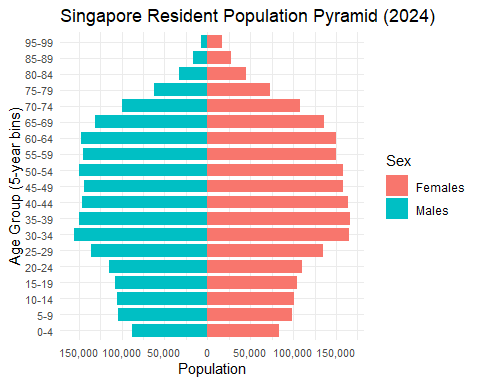 Singapore Resident Population Pyramid (2024)
Age Group (5-year bins)
95-99
85-89
80-84
75-79
70-74
65-69
60-64
55-59
50-54
45-49
40-44
35-39
30-34
25-29
20-24
15-19
10-14
5-9
0-4
150,000 100,000 50,000 0 50,000 100,000 150,000
Population
Sex
Females
Males